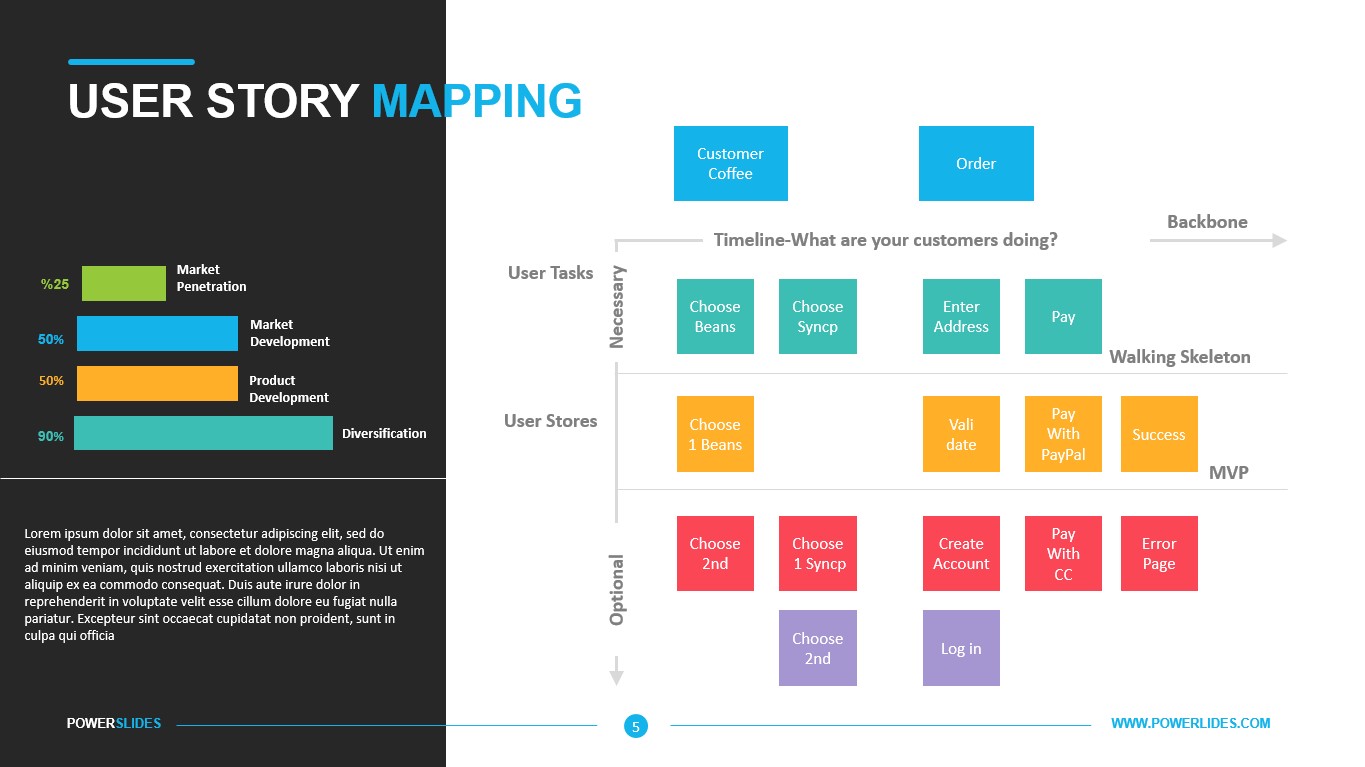 USER STORY MAPPING
%25
Market
Penetration
50%
Market
Development
50%
Product
Development
90%
Diversification
Lorem ipsum dolor sit amet, consectetur adipiscing elit, sed do
eiusmod tempor incididunt ut labore et dolore magna aliqua. Ut enim
ad minim veniam, quis nostrud exercitation ullamco laboris nisi ut
aliquip ex ea commodo consequat. Duis aute irure dolor in
reprehenderit in voluptate velit esse cillum dolore eu fugiat nulla
pariatur. Excepteur sint occaecat cupidatat non proident, sunt in
culpa qui officia
Customer
Coffee
Order
Timeline-What are your customers doing?
Backbone
User Tasks
Necessary
Choose
Beans
Choose
Syncp
Enter
Address
Pay
Walking Skeleton
User Stores
Choose
1 Beans
Vali
date
Pay
With
PayPal
Success
MVP
Optional
Choose
2nd
Choose
1 Syncp
Create
Account
Pay
With
CC
Error
Page
Choose
2nd
Log in
POWERSLIDES
5
WWW.POWERLIDES.COM